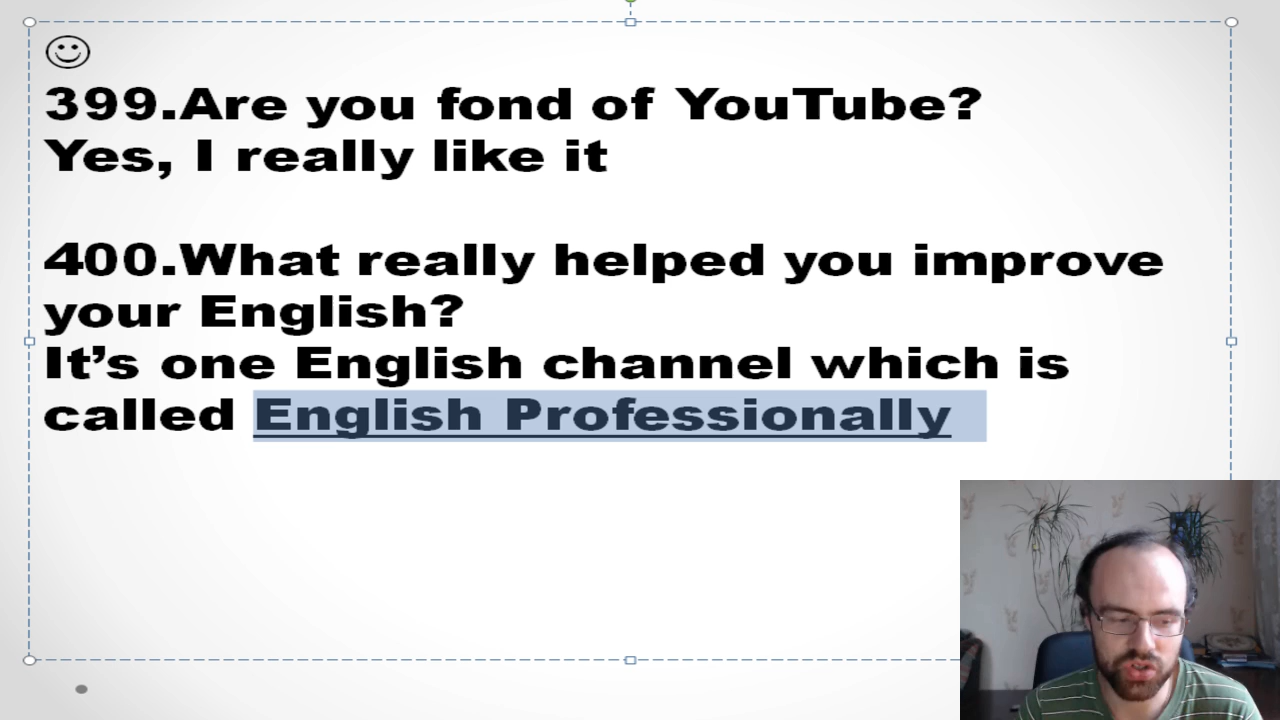 399.Are you fond of YouTube?
Yes, I really like it
400.What really helped you improve
your English?
It’s one English channel which is
called English Professionally